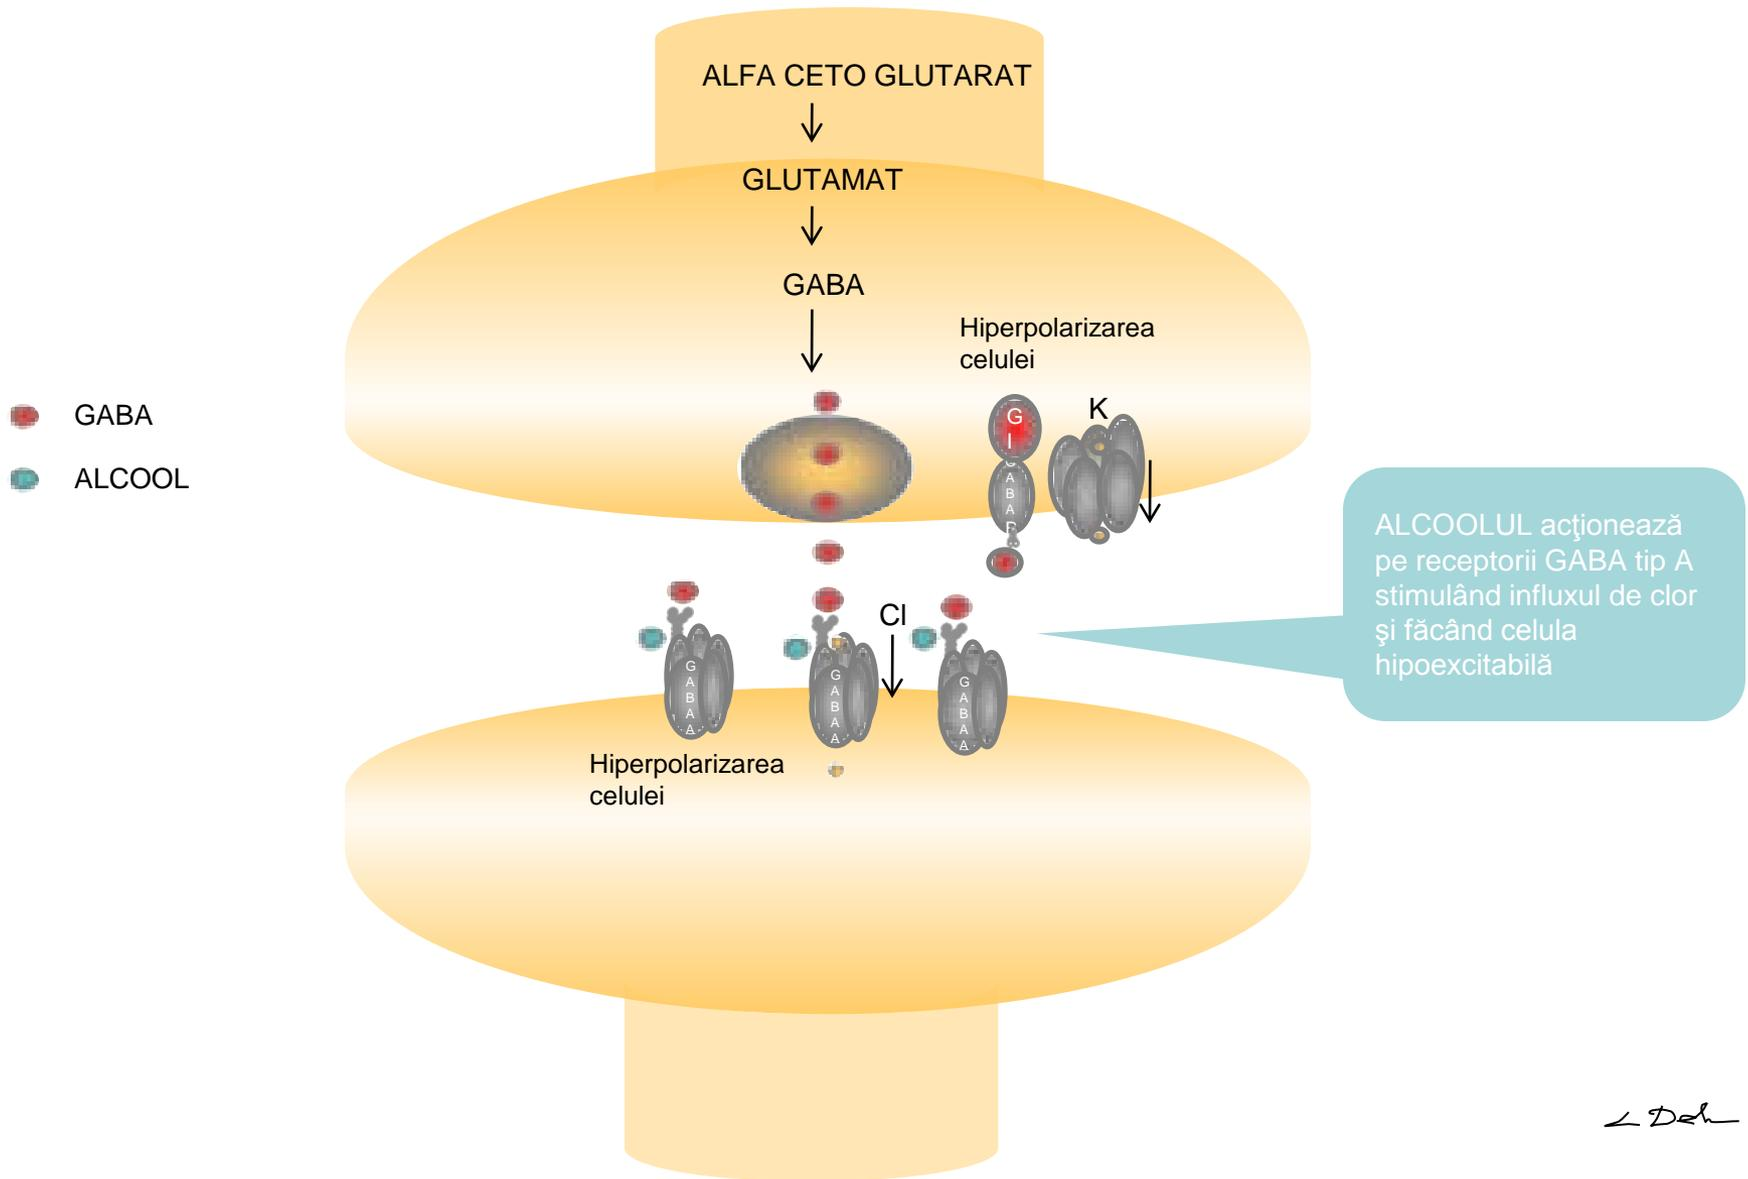 ALFA CETO GLUTARAT
GLUTAMAT
GABA
Hiperpolarizarea
celulei
G
I
K
G
A
B
A
B
GABA
ALCOOL
ALCOOLUL acţionează
pe receptorii GABA tip A
stimulând influxul de clor
şi făcând celula
hipoexcitabilă
Cl
G
A
B
A
A
G
A
B
A
A
G
A
B
A
A
Hiperpolarizarea
celulei